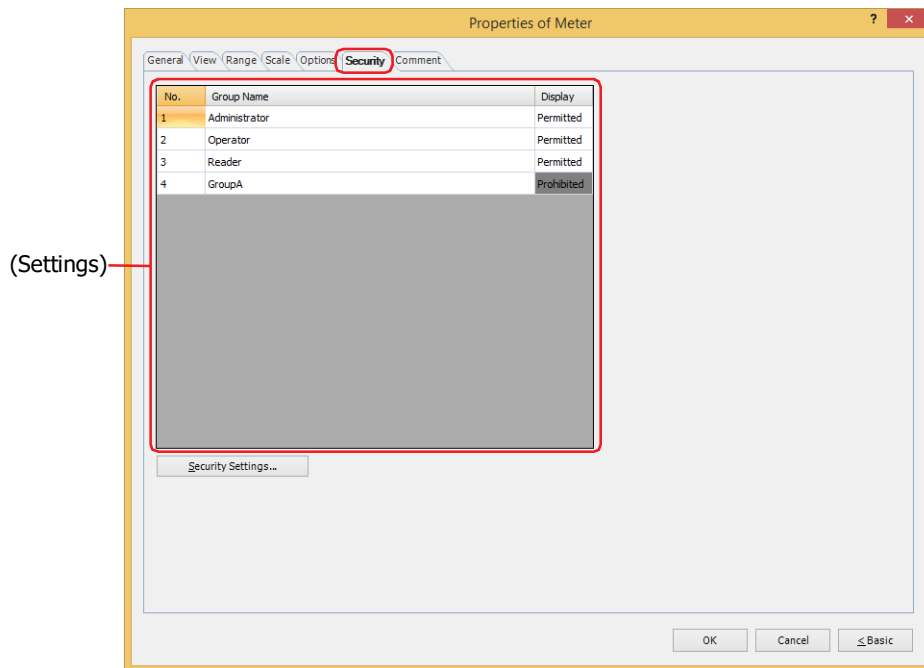 Properties of Meter ? ×
General View Range Scale Options Security Comment
No. Group Name Display
1 Administrator Permitted
2 Operator Permitted
3 Reader Permitted
4 GroupA Prohibited
(Settings)
Security Settings...
OK Cancel < Basic